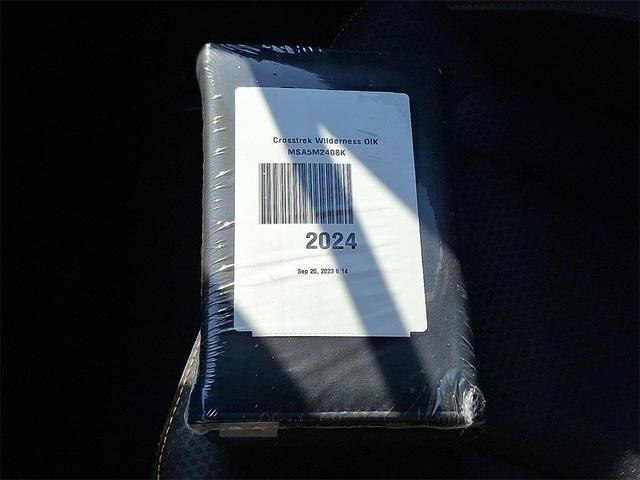 Crosstrek Wilderness OIK
MSA5M2408K
2024
Sep 20, 2023 6:14